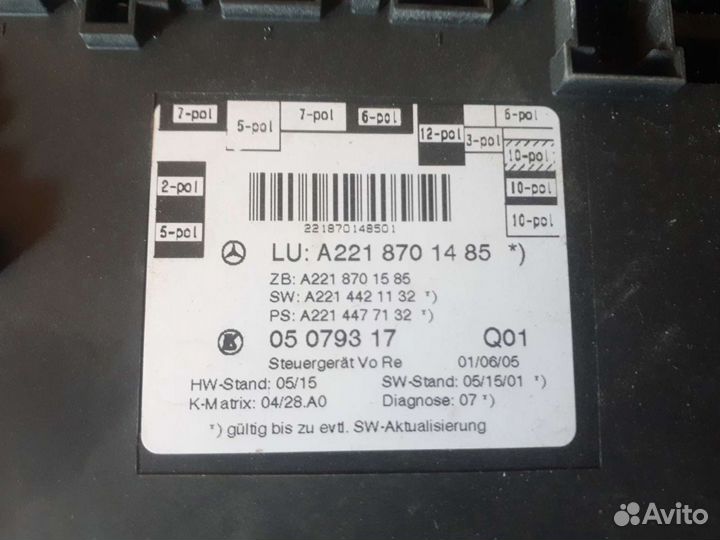 7-pol
5-pol
7-pol
6-pol
12-pol
3-pol
6-pol
10-pol
10-pol
10-pol
2-pol
5-pol
221870148501
LU: A221 870 14 85 *)
ZB: A221 870 15 85
SW: A221 442 11 32 *)
PS: A221 447 71 32 *)
K 05 0793 17 Q01
Steuergerät Vo Re 01/06/05
HW-Stand: 05/15 SW-Stand: 05/15/01 *)
K-Matrix: 04/28.A0 Diagnose: 07 *)
*) gültig bis zu evtl. SW-Aktualisierung
Avito